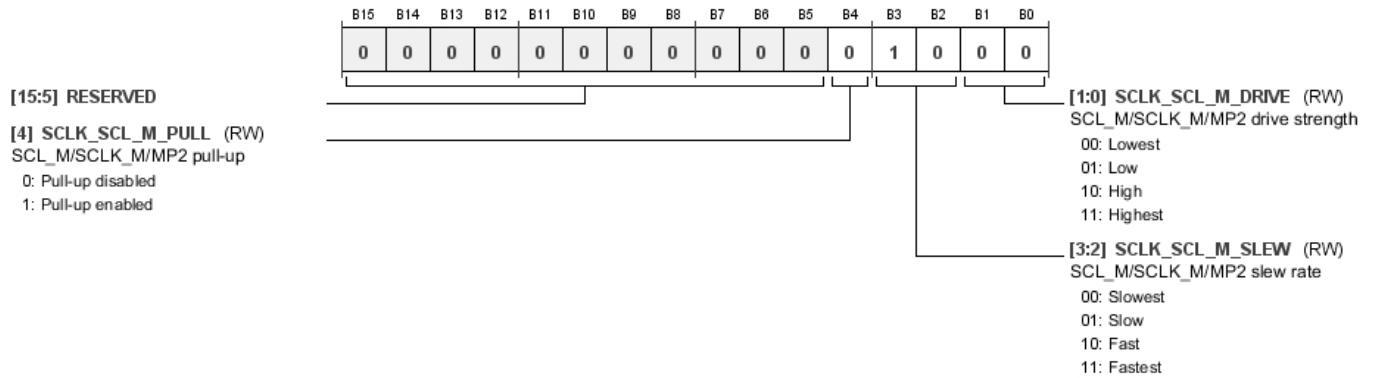 B15 B14 B13 B12 B11 B10 B9 B8 B7 B6 B5 B4 B3 B2 B1 B0
0 0 0 0 0 0 0 0 0 0 0 0 1 0 0 0
[15:5] RESERVED
[4] SCLK_SCL_M_PULL (RW)
SCL_M/SCLK_M/MP2 pull-up
0: Pull-up disabled
1: Pull-up enabled
[1:0] SCLK_SCL_M_DRIVE (RW)
SCL_M/SCLK_M/MP2 drive strength
00: Lowest
01: Low
10: High
11: Highest
[3:2] SCLK_SCL_M_SLEW (RW)
SCL_M/SCLK_M/MP2 slew rate
00: Slowest
01: Slow
10: Fast
11: Fastest